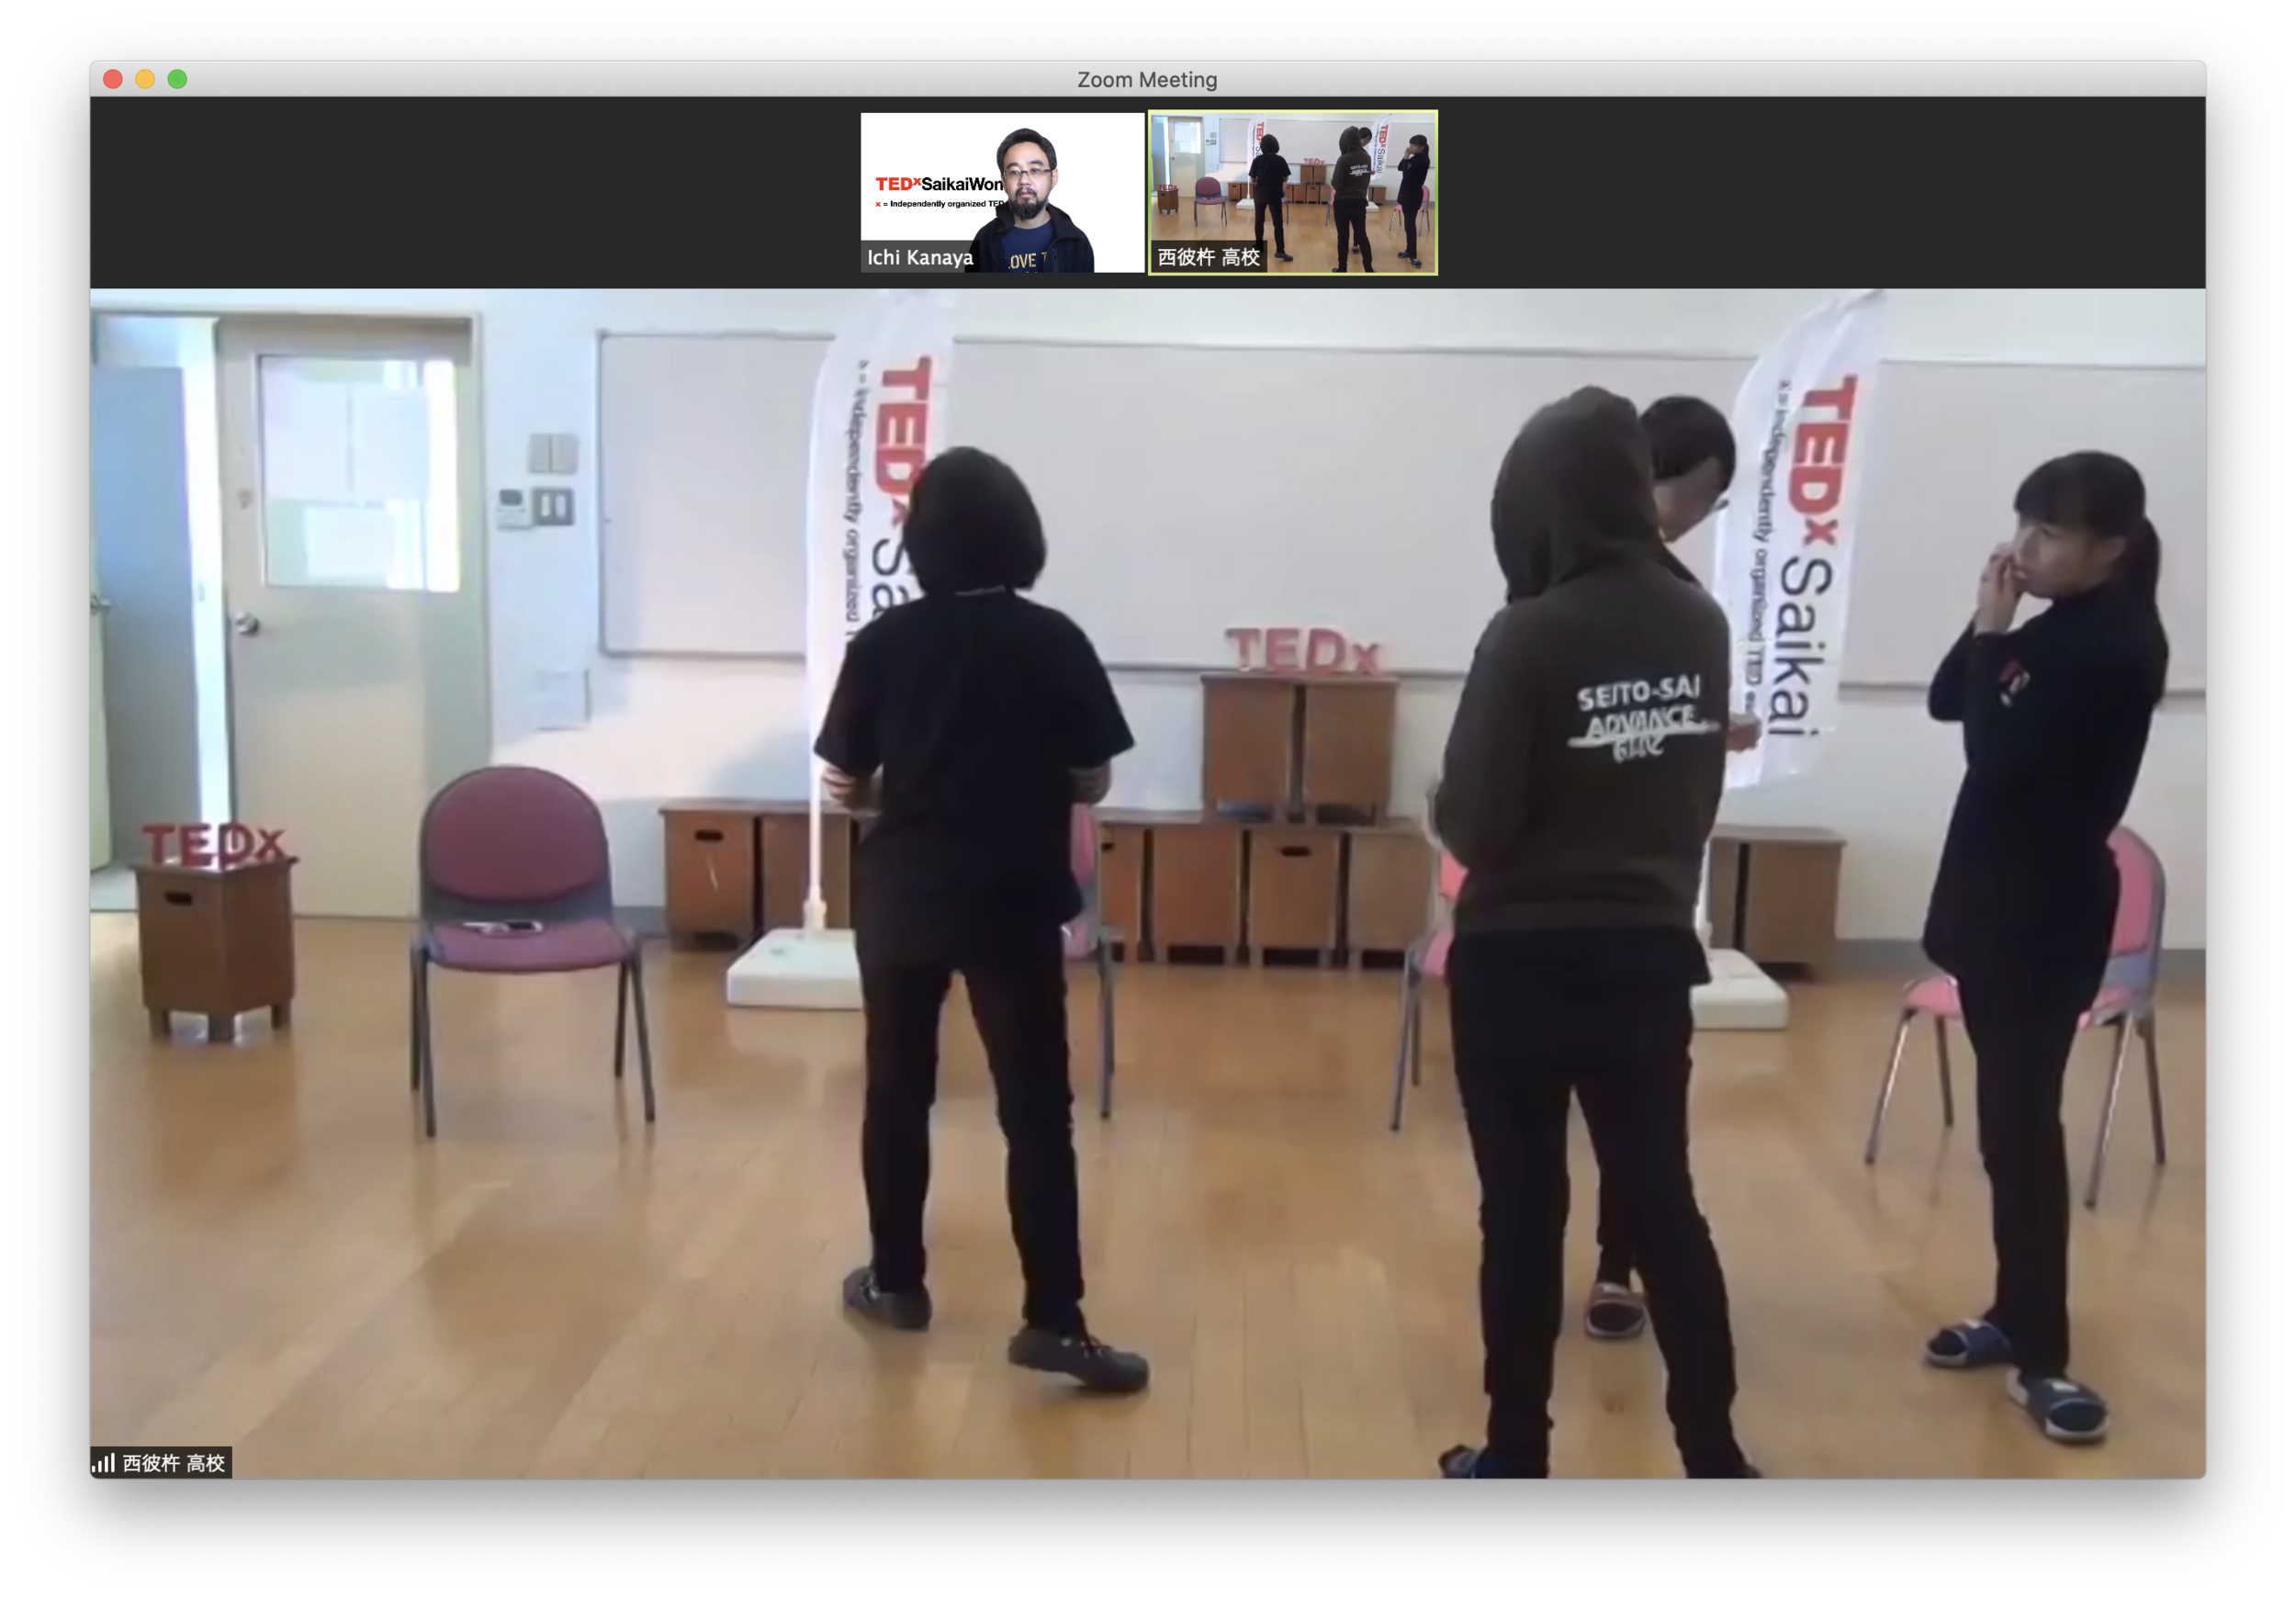 Zoom Meeting
TEDxSaikaiWon
x = Independently organized TED
LOVE
Ichi Kanaya
西彼杵 高校
TEDx
TEDx Sa
x = independently organized
TEDx
TEDx Saikai
x = independently organized TED
SEITO-SAI
ADVANCE
西彼杵 高校